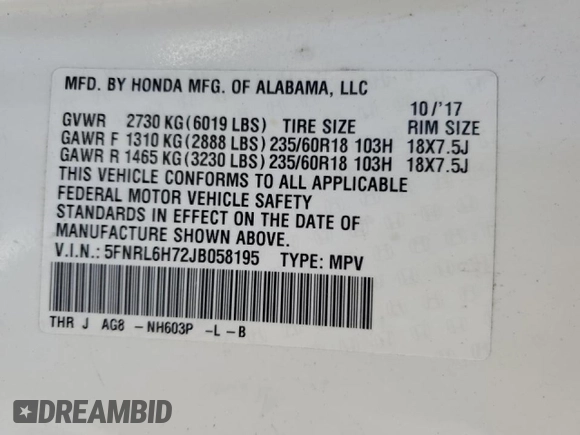 MFD. BY HONDA MFG. OF ALABAMA, LLC
10/'17
GVWR 2730 KG (6019 LBS) TIRE SIZE RIM SIZE
GAWR F 1310 KG (2888 LBS) 235/60R18 103H 18X7.5J
GAWR R 1465 KG (3230 LBS) 235/60R18 103H 18X7.5J
THIS VEHICLE CONFORMS TO ALL APPLICABLE
FEDERAL MOTOR VEHICLE SAFETY
STANDARDS IN EFFECT ON THE DATE OF
MANUFACTURE SHOWN ABOVE.
V.I.N.: 5FNRL6H72JB058195 TYPE: MPV
THR J AG8 - NH603P -L-B
DREAMBID